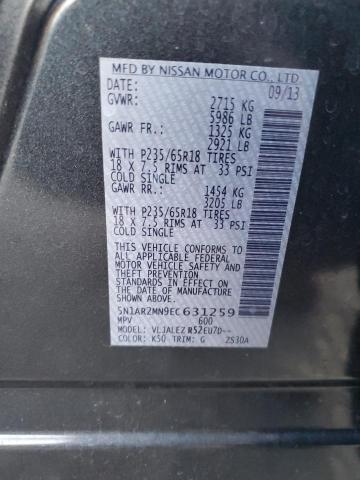 MFD BY NISSAN MOTOR CO., LTD
DATE: 09/13
GVWR: 2715 KG
5986 LB
GAWR FR.: 1325 KG
2921 LB
WITH P235/65R18 TIRES
18 X 7.5 RIMS AT 33 PSI
COLD SINGLE
GAWR RR.: 1454 KG
3205 LB
WITH P235/65R18 TIRES
18 X 7.5 RIMS AT 33 PSI
COLD SINGLE
THIS VEHICLE CONFORMS TO
ALL APPLICABLE FEDERAL
MOTOR VEHICLE SAFETY
STANDARDS IN EFFECT ON THE
DATE OF MANUFACTURE
SHOWN ABOVE.
5N1AR2MN9EC631259
MPV 600
MODEL:
COLOR: K50 TRIM: G 2S30A